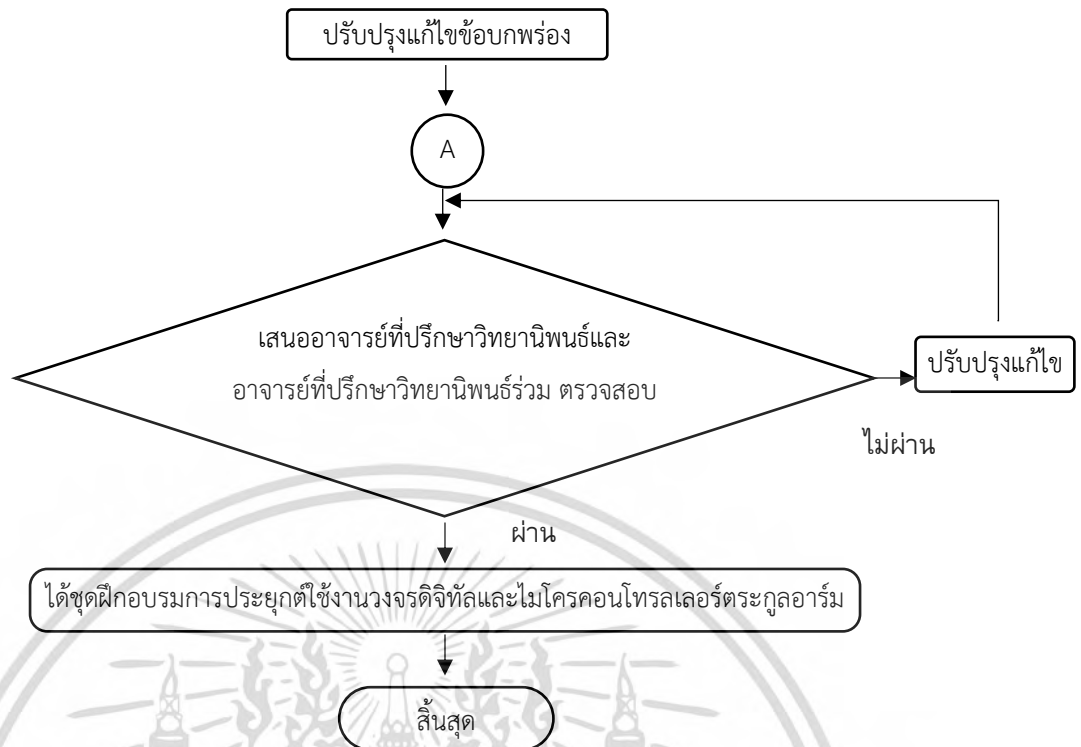 ปรับปรุงแก้ไขข้อบกพร่อง
A
เสนออาจารย์ที่ปรึกษาวิทยานิพนธ์และ
อาจารย์ที่ปรึกษาวิทยานิพนธ์ร่วม ตรวจสอบ
ปรับปรุงแก้ไข
ไม่ผ่าน
ผ่าน
ได้ชุดฝึกอบรมการประยุกต์ใช้งานวงจรดิจิทัลและไมโครคอนโทรลเลอร์ตระกูลอาร์ม
สิ้นสุด